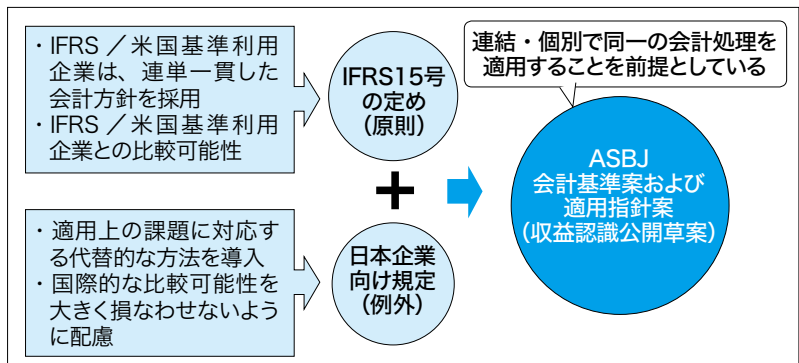 ・IFRS／米国基準利用
企業は、連単一貫した
会計方針を採用
・IFRS／米国基準利用
企業との比較可能性
IFRS15号
の定め
（原則）
連結・個別で同一の会計処理を
適用することを前提としている
＋
ASBJ
会計基準案および
適用指針案
（収益認識公開草案）
・適用上の課題に対応す
る代替的な方法を導入
・国際的な比較可能性を
大きく損なわせないよう
に配慮
日本企業
向け規定
（例外）